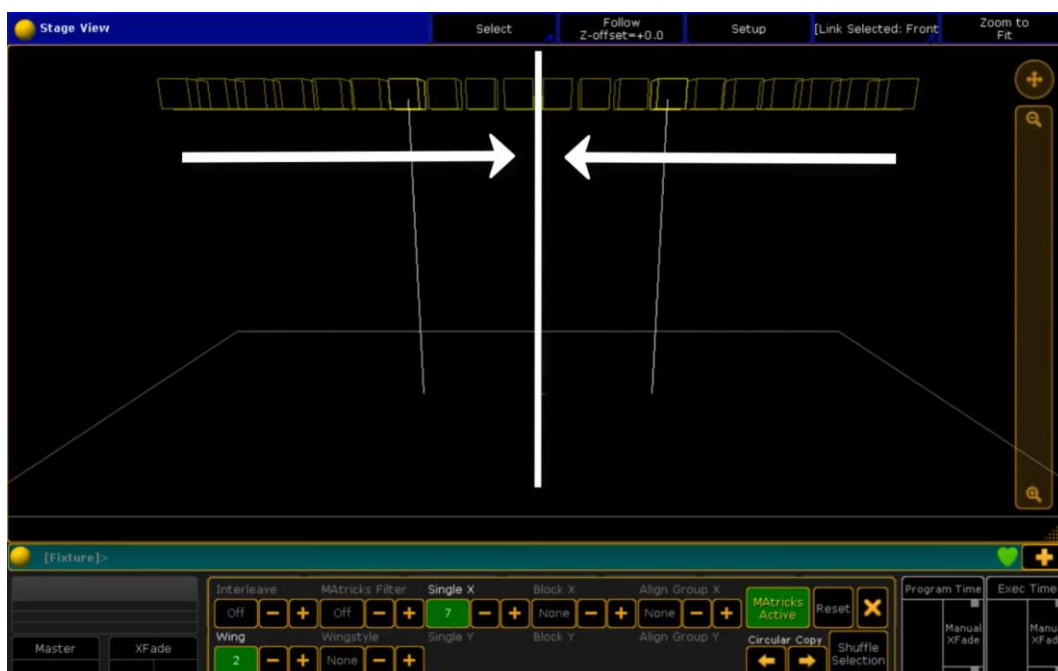 Stage View
Select
Follow
Z-offset=+0.0
Setup
[Link Selected: Front
Zoom to
Fit
[Fixture]>
Interleave
MAtricks Filter
Single X
Block X
Align Group X
Off
Off
7
None
None
MAtricks
Active
Reset
Wing
Wingstyle
Single Y
Block Y
Align Group Y
2
None
Circular Copy
Shuffle
Selection
Master
XFade
Program Time
Exec Time
Manual
XFade
Manu
XFad